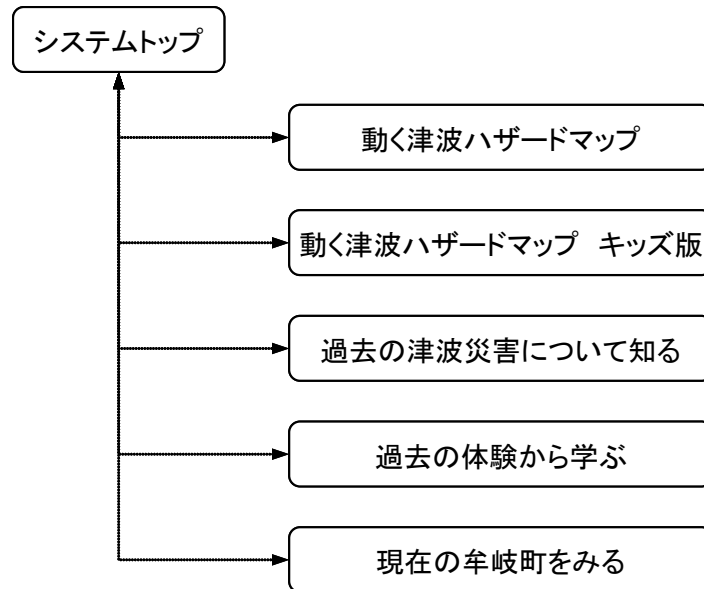 システムトップ
動く津波ハザードマップ
動く津波ハザードマップ　キッズ版
過去の津波災害について知る
過去の体験から学ぶ
現在の牟岐町をみる